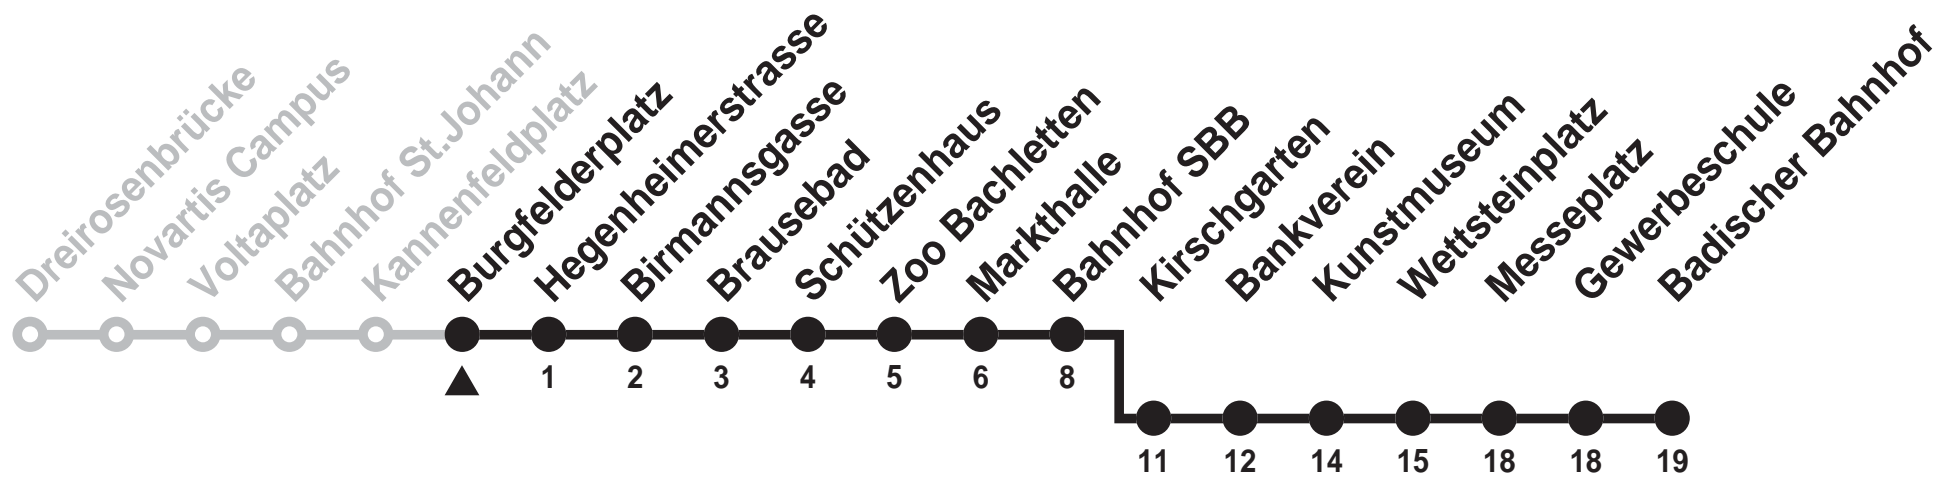 Dreirosenbrücke
Novartis Campus
Voltaplatz
Bahnhof St.Johann
Kannenfeldplatz
Burgfelderplatz
Hegenheimerstrasse
Birmannsgasse
Brausebad
Schützenhaus
Zoo Bachletten
Markthalle
Bahnhof SBB
Kirschgarten
Bankverein
Kunstmuseum
Wettsteinplatz
Messeplatz
Gewerbeschule
Badischer Bahnhof
1 2 3 4 5 6 8
11 12 14 15 18 18 19